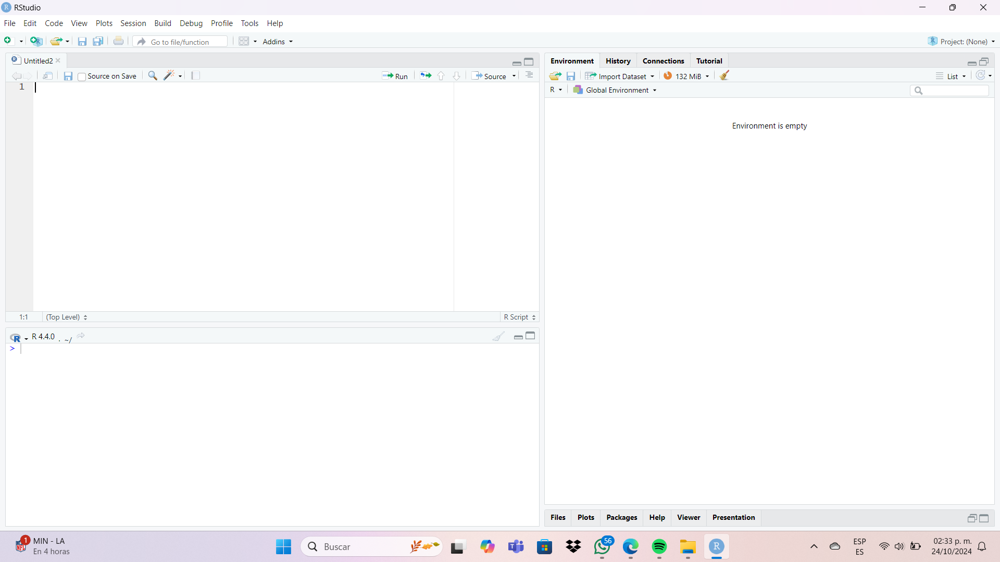 RStudio
File Edit Code View Plots Session Build Debug Profile Tools Help
Go to file/function Addins Project: (None)
Untitled2
Source on Save Run Source
1
1:1 (Top Level) R Script
R 4.4.0 . ~/
>
Environment History Connections Tutorial
Import Dataset 132 MiB List
R Global Environment
Environment is empty
Files Plots Packages Help Viewer Presentation
1 MIN - LA
En 4 horas
Buscar
56
ESP
ES
02:33 p. m.
24/10/2024